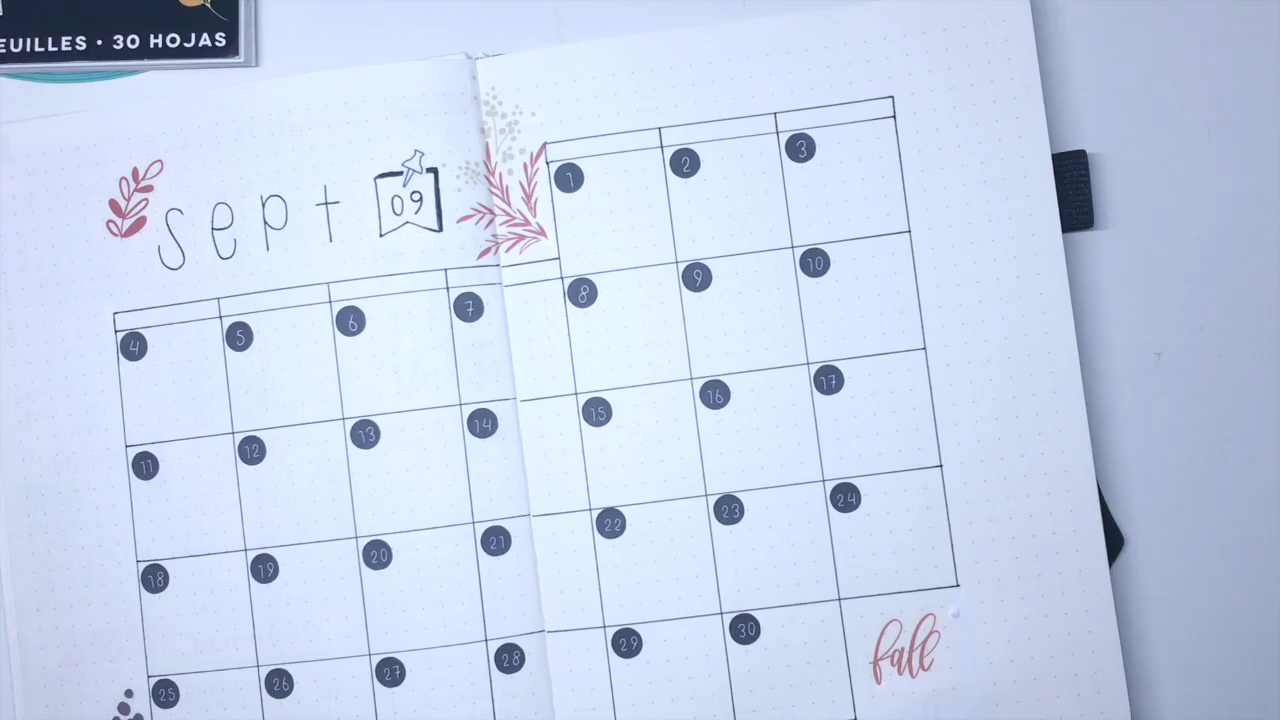 EUILLES • 30 HOJAS
sept 09
1 2 3
4 5 6 7 8 9 10
11 12 13 14 15 16 17
18 19 20 21 22 23 24
25 26 27 28 29 30
fall